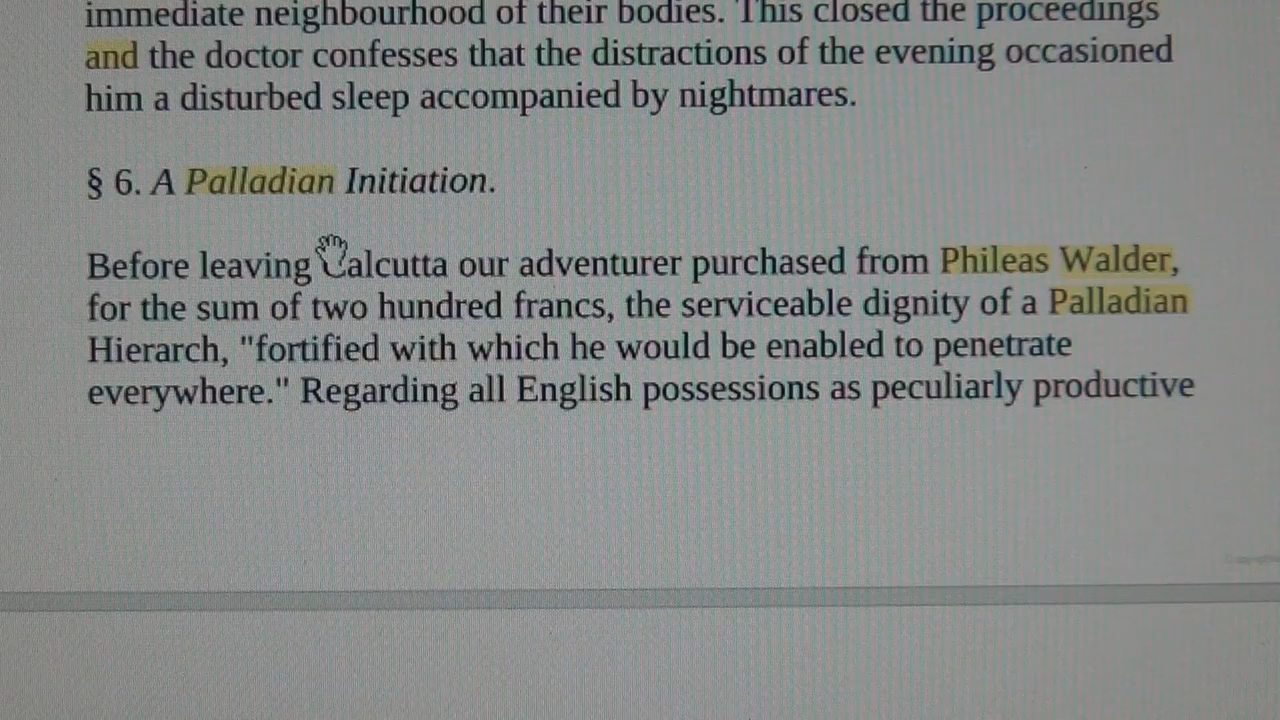 immediate neighbourhood of their bodies. This closed the proceedings
and the doctor confesses that the distractions of the evening occasioned
him a disturbed sleep accompanied by nightmares.
§ 6. A Palladian Initiation.
Before leaving Calcutta our adventurer purchased from Phileas Walder,
for the sum of two hundred francs, the serviceable dignity of a Palladian
Hierarch, "fortified with which he would be enabled to penetrate
everywhere." Regarding all English possessions as peculiarly productive